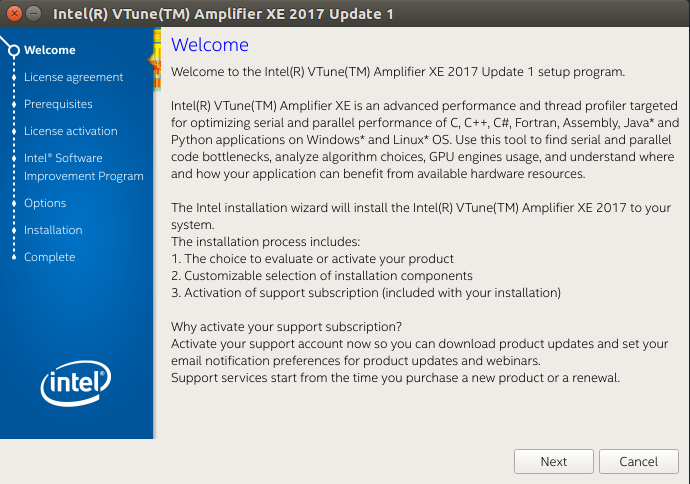 Intel(R) VTune(TM) Amplifier XE 2017 Update 1
Welcome
License agreement
Prerequisites
License activation
Intel® Software
Improvement Program
Options
Installation
Complete
intel®
Welcome
Welcome to the Intel(R) VTune(TM) Amplifier XE 2017 Update 1 setup program.
Intel(R) VTune(TM) Amplifier XE is an advanced performance and thread profiler targeted
for optimizing serial and parallel performance of C, C++, C#, Fortran, Assembly, Java* and
Python applications on Windows* and Linux* OS. Use this tool to find serial and parallel
code bottlenecks, analyze algorithm choices, GPU engines usage, and understand where
and how your application can benefit from available hardware resources.
The Intel installation wizard will install the Intel(R) VTune(TM) Amplifier XE 2017 to your
system.
The installation process includes:
1. The choice to evaluate or activate your product
2. Customizable selection of installation components
3. Activation of support subscription (included with your installation)
Why activate your support subscription?
Activate your support account now so you can download product updates and set your
email notification preferences for product updates and webinars.
Support services start from the time you purchase a new product or a renewal.
Next
Cancel